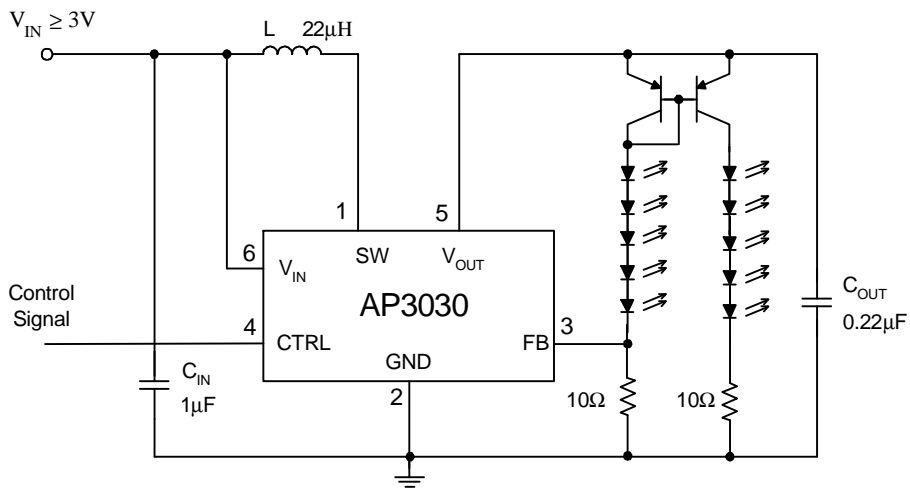 V_IN ≥ 3V
L 22μH
1
5
6
V_IN
SW
V_OUT
AP3030
Control
Signal
4
CTRL
FB
3
GND
2
C_IN
1μF
C_OUT
0.22μF
10Ω
10Ω